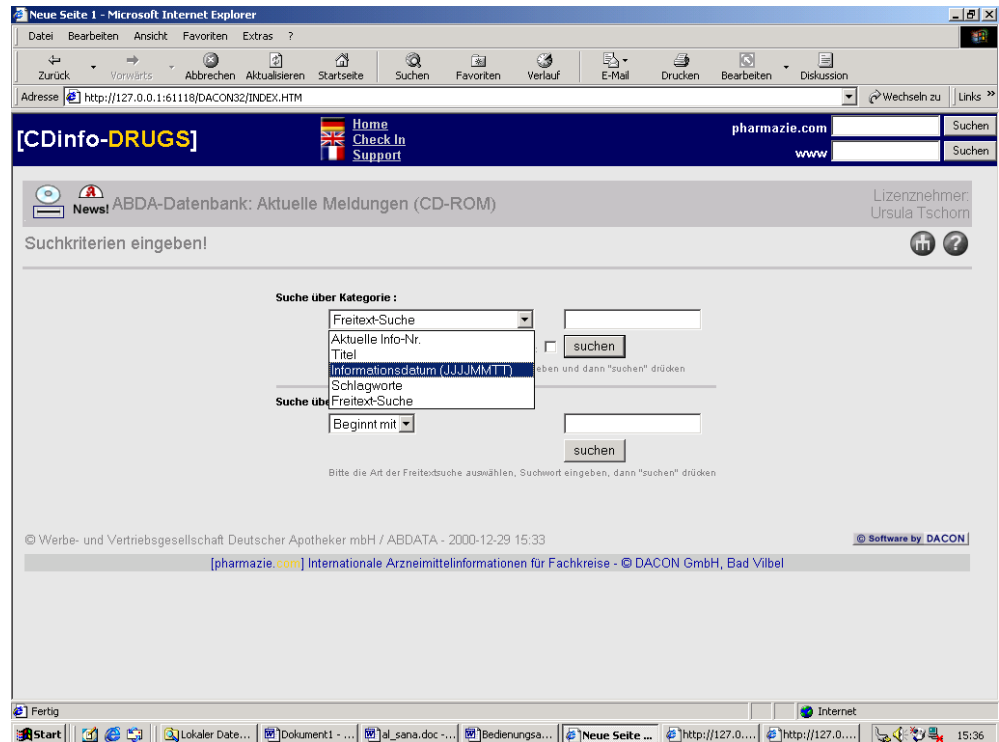 Neue Seite 1 - Microsoft Internet Explorer
Datei Bearbeiten Ansicht Favoriten Extras ?
Zurück Vorwärts Abbrechen Aktualisieren Startseite Suchen Favoriten Verlauf E-Mail Drucken Bearbeiten Diskussion
Adresse http://127.0.0.1:61118/DACON32/INDEX.HTM Wechseln zu Links »
[CDinfo-DRUGS]
Home
Check In
Support
pharmazie.com Suchen
www Suchen
News! ABDA-Datenbank: Aktuelle Meldungen (CD-ROM)
Lizenznehmer:
Ursula Tschorn
Suchkriterien eingeben!
Suche über Kategorie :
Freitext-Suche
Aktuelle Info-Nr.
Titel
Informationsdatum (JJJJMMTT)
Schlagworte
Freitext-Suche
suchen
eben und dann "suchen" drücken
Suche übe
Beginnt mit
suchen
Bitte die Art der Freitextsuche auswählen, Suchwort eingeben, dann "suchen" drücken
© Werbe- und Vertriebsgesellschaft Deutscher Apotheker mbH / ABDATA - 2000-12-29 15:33
© Software by DACON
[pharmazie.com] Internationale Arzneimittelinformationen für Fachkreise - © DACON GmbH, Bad Vilbel
Fertig Internet
Start Lokaler Date... Dokument1 - ... al_sana.doc -... Bedienungsa... Neue Seite ... http://127.0.... http://127.0.... 15:36